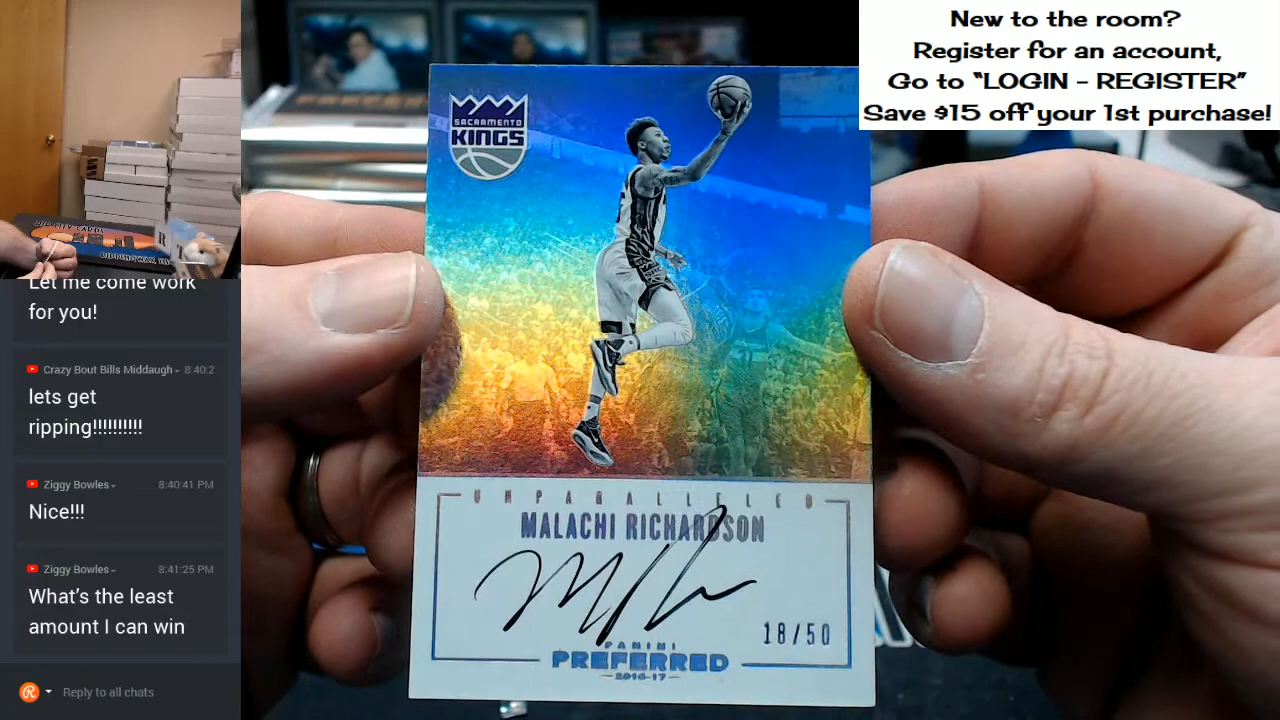 New to the room?
Register for an account,
Go to "LOGIN - REGISTER"
Save $15 off your 1st purchase!
SACRAMENTO
KINGS
UNPARALLELED
MALACHI RICHARDSON
18/50
PANINI
PREFERRED
2016-17
Let me come work
for you!
Crazy Bout Bills Middaugh - 8:40:2
lets get
ripping!!!!!!!!!!
Ziggy Bowles - 8:40:41 PM
Nice!!!
Ziggy Bowles - 8:41:25 PM
What's the least
amount I can win
Reply to all chats